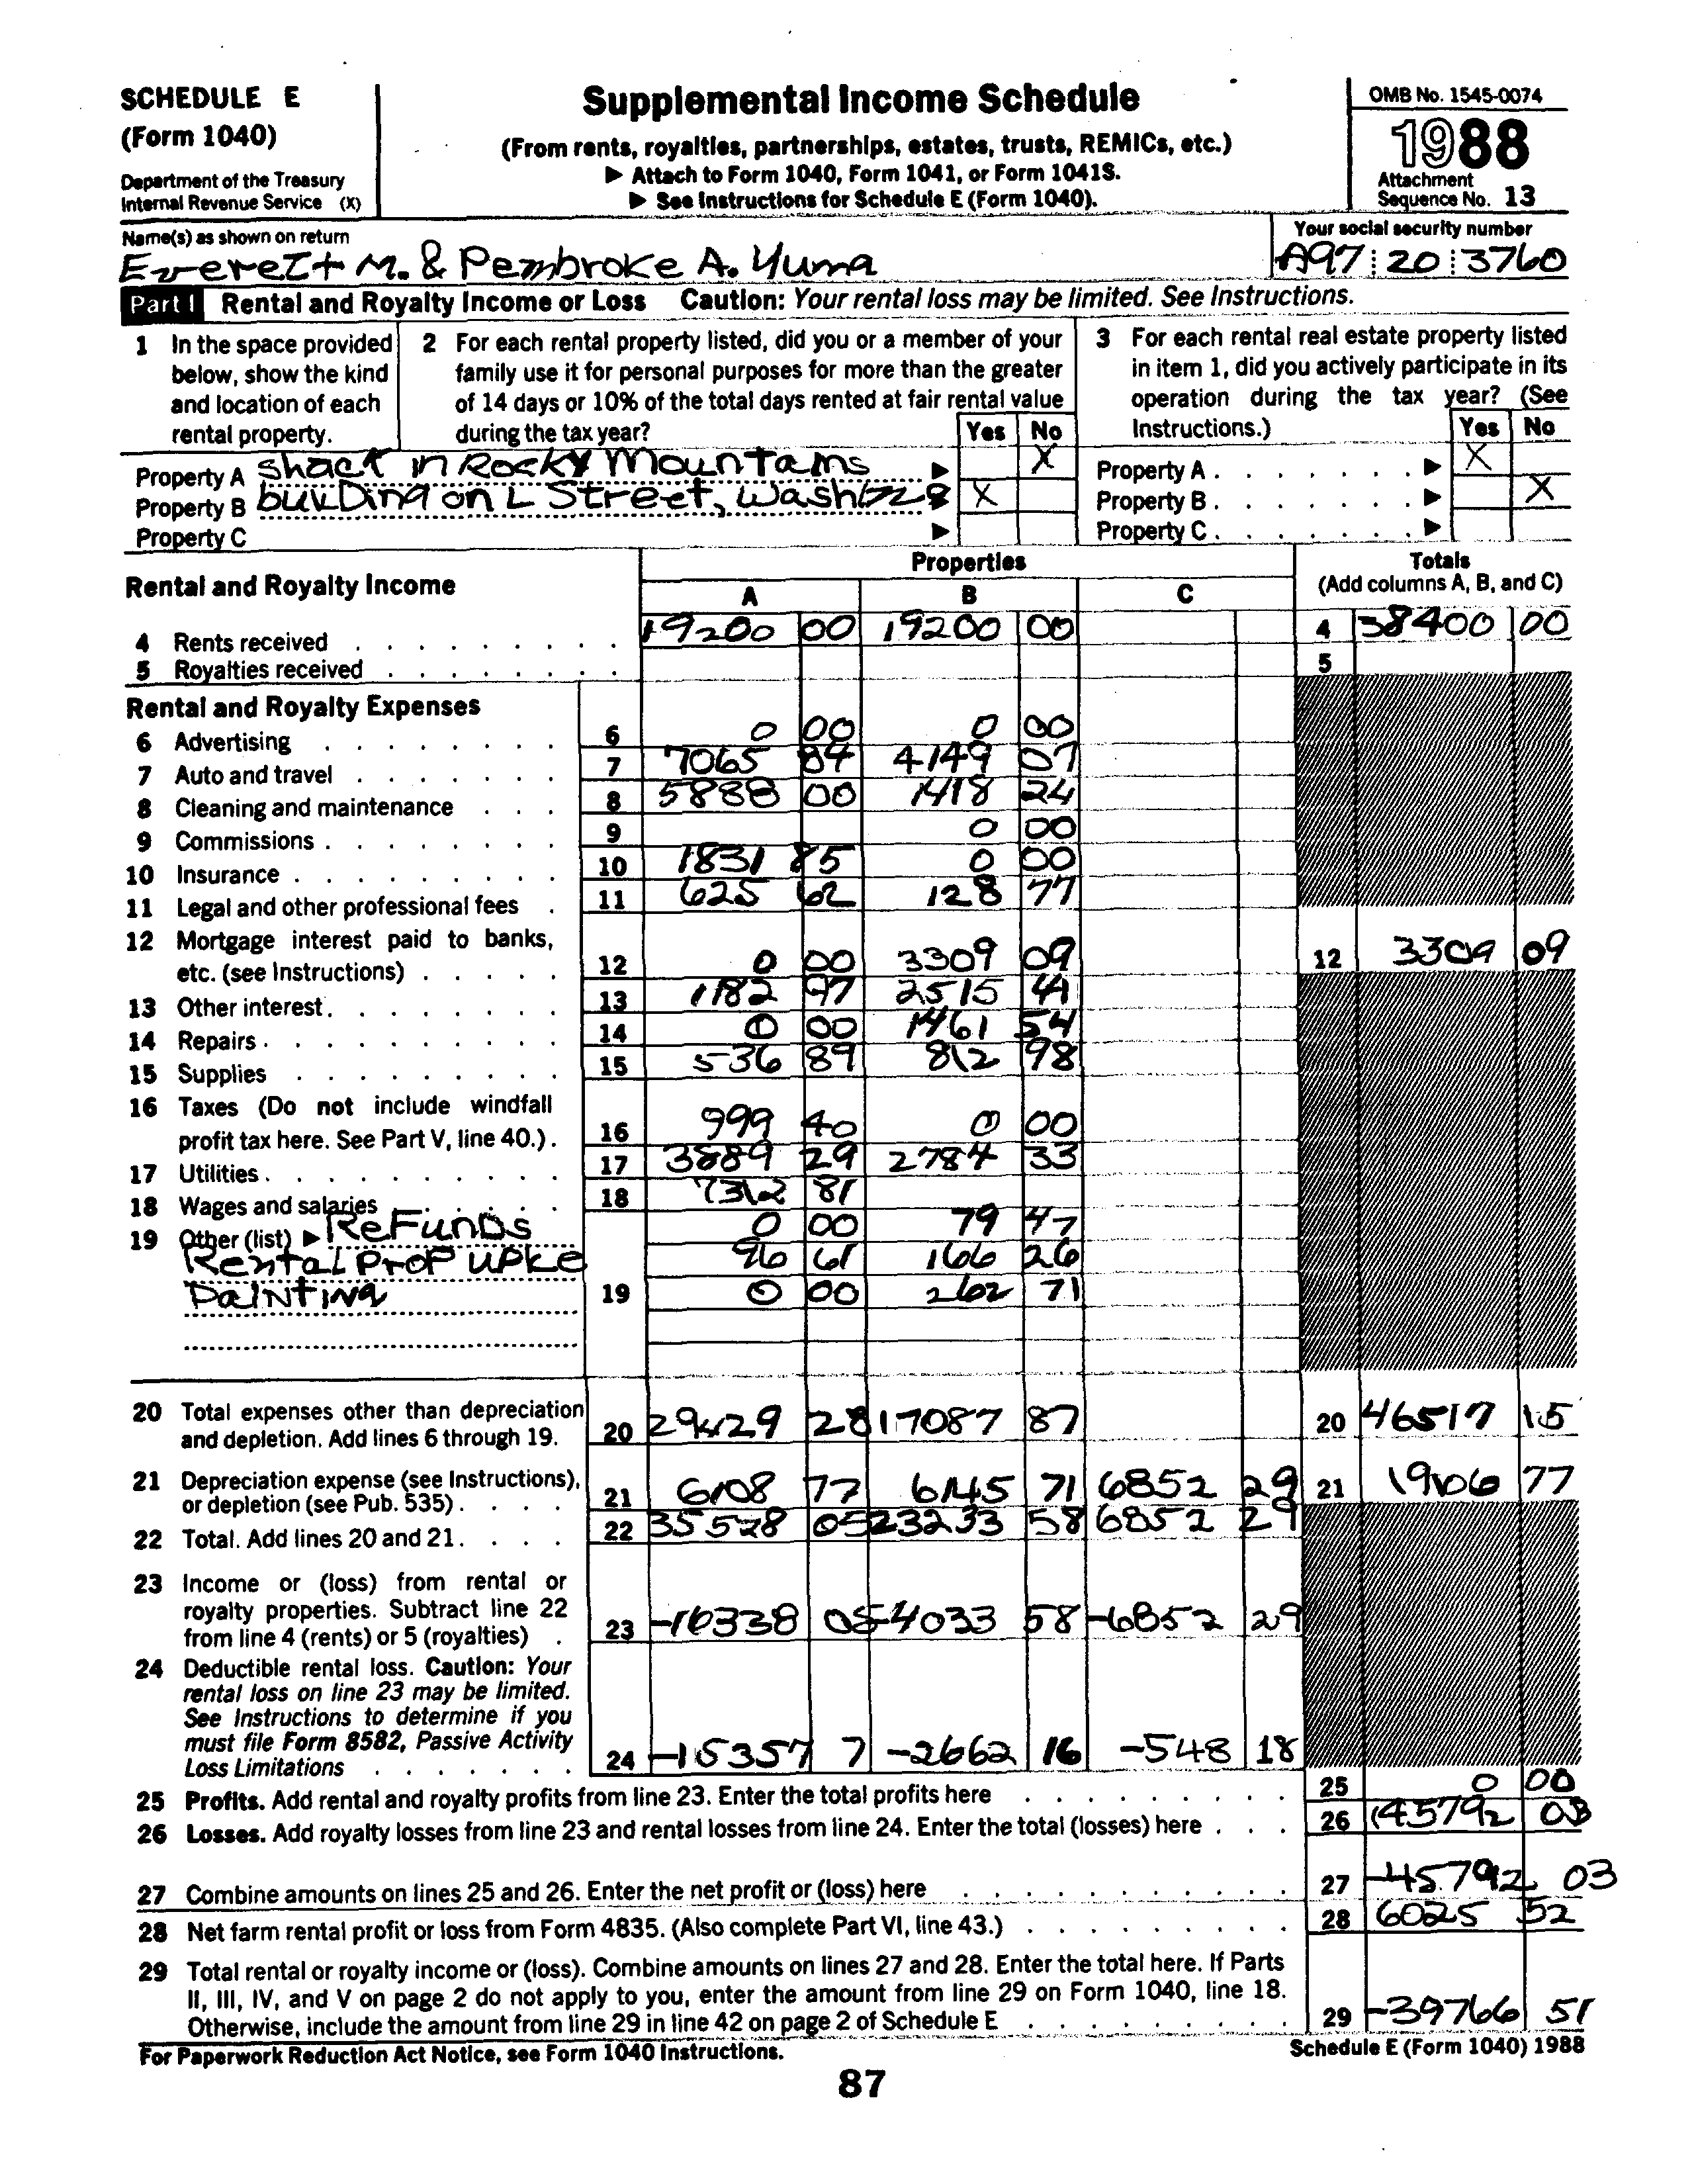 SCHEDULE E
(Form 1040)
Department of the Treasury
Internal Revenue Service (X)
Supplemental Income Schedule
(From rents, royalties, partnerships, estates, trusts, REMICs, etc.)
▶ Attach to Form 1040, Form 1041, or Form 1041S.
▶ See Instructions for Schedule E (Form 1040).
OMB No. 1545-0074
1988
Attachment
Sequence No. 13
Name(s) as shown on return
Everett M. & Pembroke A. Yuma
Your social security number
A97 20 3760
Part I Rental and Royalty Income or Loss Caution: Your rental loss may be limited. See Instructions.
1 In the space provided
below, show the kind
and location of each
rental property.
2 For each rental property listed, did you or a member of your
family use it for personal purposes for more than the greater
of 14 days or 10% of the total days rented at fair rental value
during the tax year?
Yes No
3 For each rental real estate property listed
in item 1, did you actively participate in its
operation during the tax year? (See
Instructions.)
Yes No
Property A shack in Rocky Mountains ▶ X Property A ▶ X
Property B building on L Street, ▶ X Property B ▶ X
Property C ▶ Property C ▶
Properties Totals
Rental and Royalty Income A B C (Add columns A, B, and C)
4 Rents received 19200 00 19200 00 4 38400 00
5 Royalties received 5
Rental and Royalty Expenses
6 Advertising 6 0 00 0 00
7 Auto and travel 7 7065 84 4149 07
8 Cleaning and maintenance 8 5888 00 1418 24
9 Commissions 9 0 00
10 Insurance 10 1831 85 0 00
11 Legal and other professional fees 11 625 62 128 77
12 Mortgage interest paid to banks,
etc. (see Instructions) 12 0 00 3309 09 12 3309 09
13 Other interest 13 1182 97 2515 41
14 Repairs 14 0 00 1461 54
15 Supplies 15 536 89 812 98
16 Taxes (Do not include windfall
profit tax here. See Part V, line 40.) 16 999 40 0 00
17 Utilities 17 3889 29 2784 33
18 Wages and salaries 18 7312 81
19 Other (list) ▶ Refunds 0 00 79 47
Rental Prop upke 96 61 166 26
Painting 19 0 00 262 71
20 Total expenses other than depreciation
and depletion. Add lines 6 through 19. 20 29429 28 17087 87 20 46517 15
21 Depreciation expense (see Instructions),
or depletion (see Pub. 535) 21 6108 77 6145 71 6852 29 21 19106 77
22 Total. Add lines 20 and 21. 22 35538 05 23233 58 6852 29
23 Income or (loss) from rental or
royalty properties. Subtract line 22
from line 4 (rents) or 5 (royalties) 23 -16338 05 -4033 58 -6852 29
24 Deductible rental loss. Caution: Your
rental loss on line 23 may be limited.
See Instructions to determine if you
must file Form 8582, Passive Activity
Loss Limitations 24 -15357 7 -2662 16 -548 18
25 Profits. Add rental and royalty profits from line 23. Enter the total profits here 25 0 00
26 Losses. Add royalty losses from line 23 and rental losses from line 24. Enter the total (losses) here 26 (45792 03
27 Combine amounts on lines 25 and 26. Enter the net profit or (loss) here 27 -45792 03
28 Net farm rental profit or loss from Form 4835. (Also complete Part VI, line 43.) 28 6025 52
29 Total rental or royalty income or (loss). Combine amounts on lines 27 and 28. Enter the total here. If Parts
II, III, IV, and V on page 2 do not apply to you, enter the amount from line 29 on Form 1040, line 18.
Otherwise, include the amount from line 29 in line 42 on page 2 of Schedule E 29 -39766 51
For Paperwork Reduction Act Notice, see Form 1040 Instructions. Schedule E (Form 1040) 1988
87